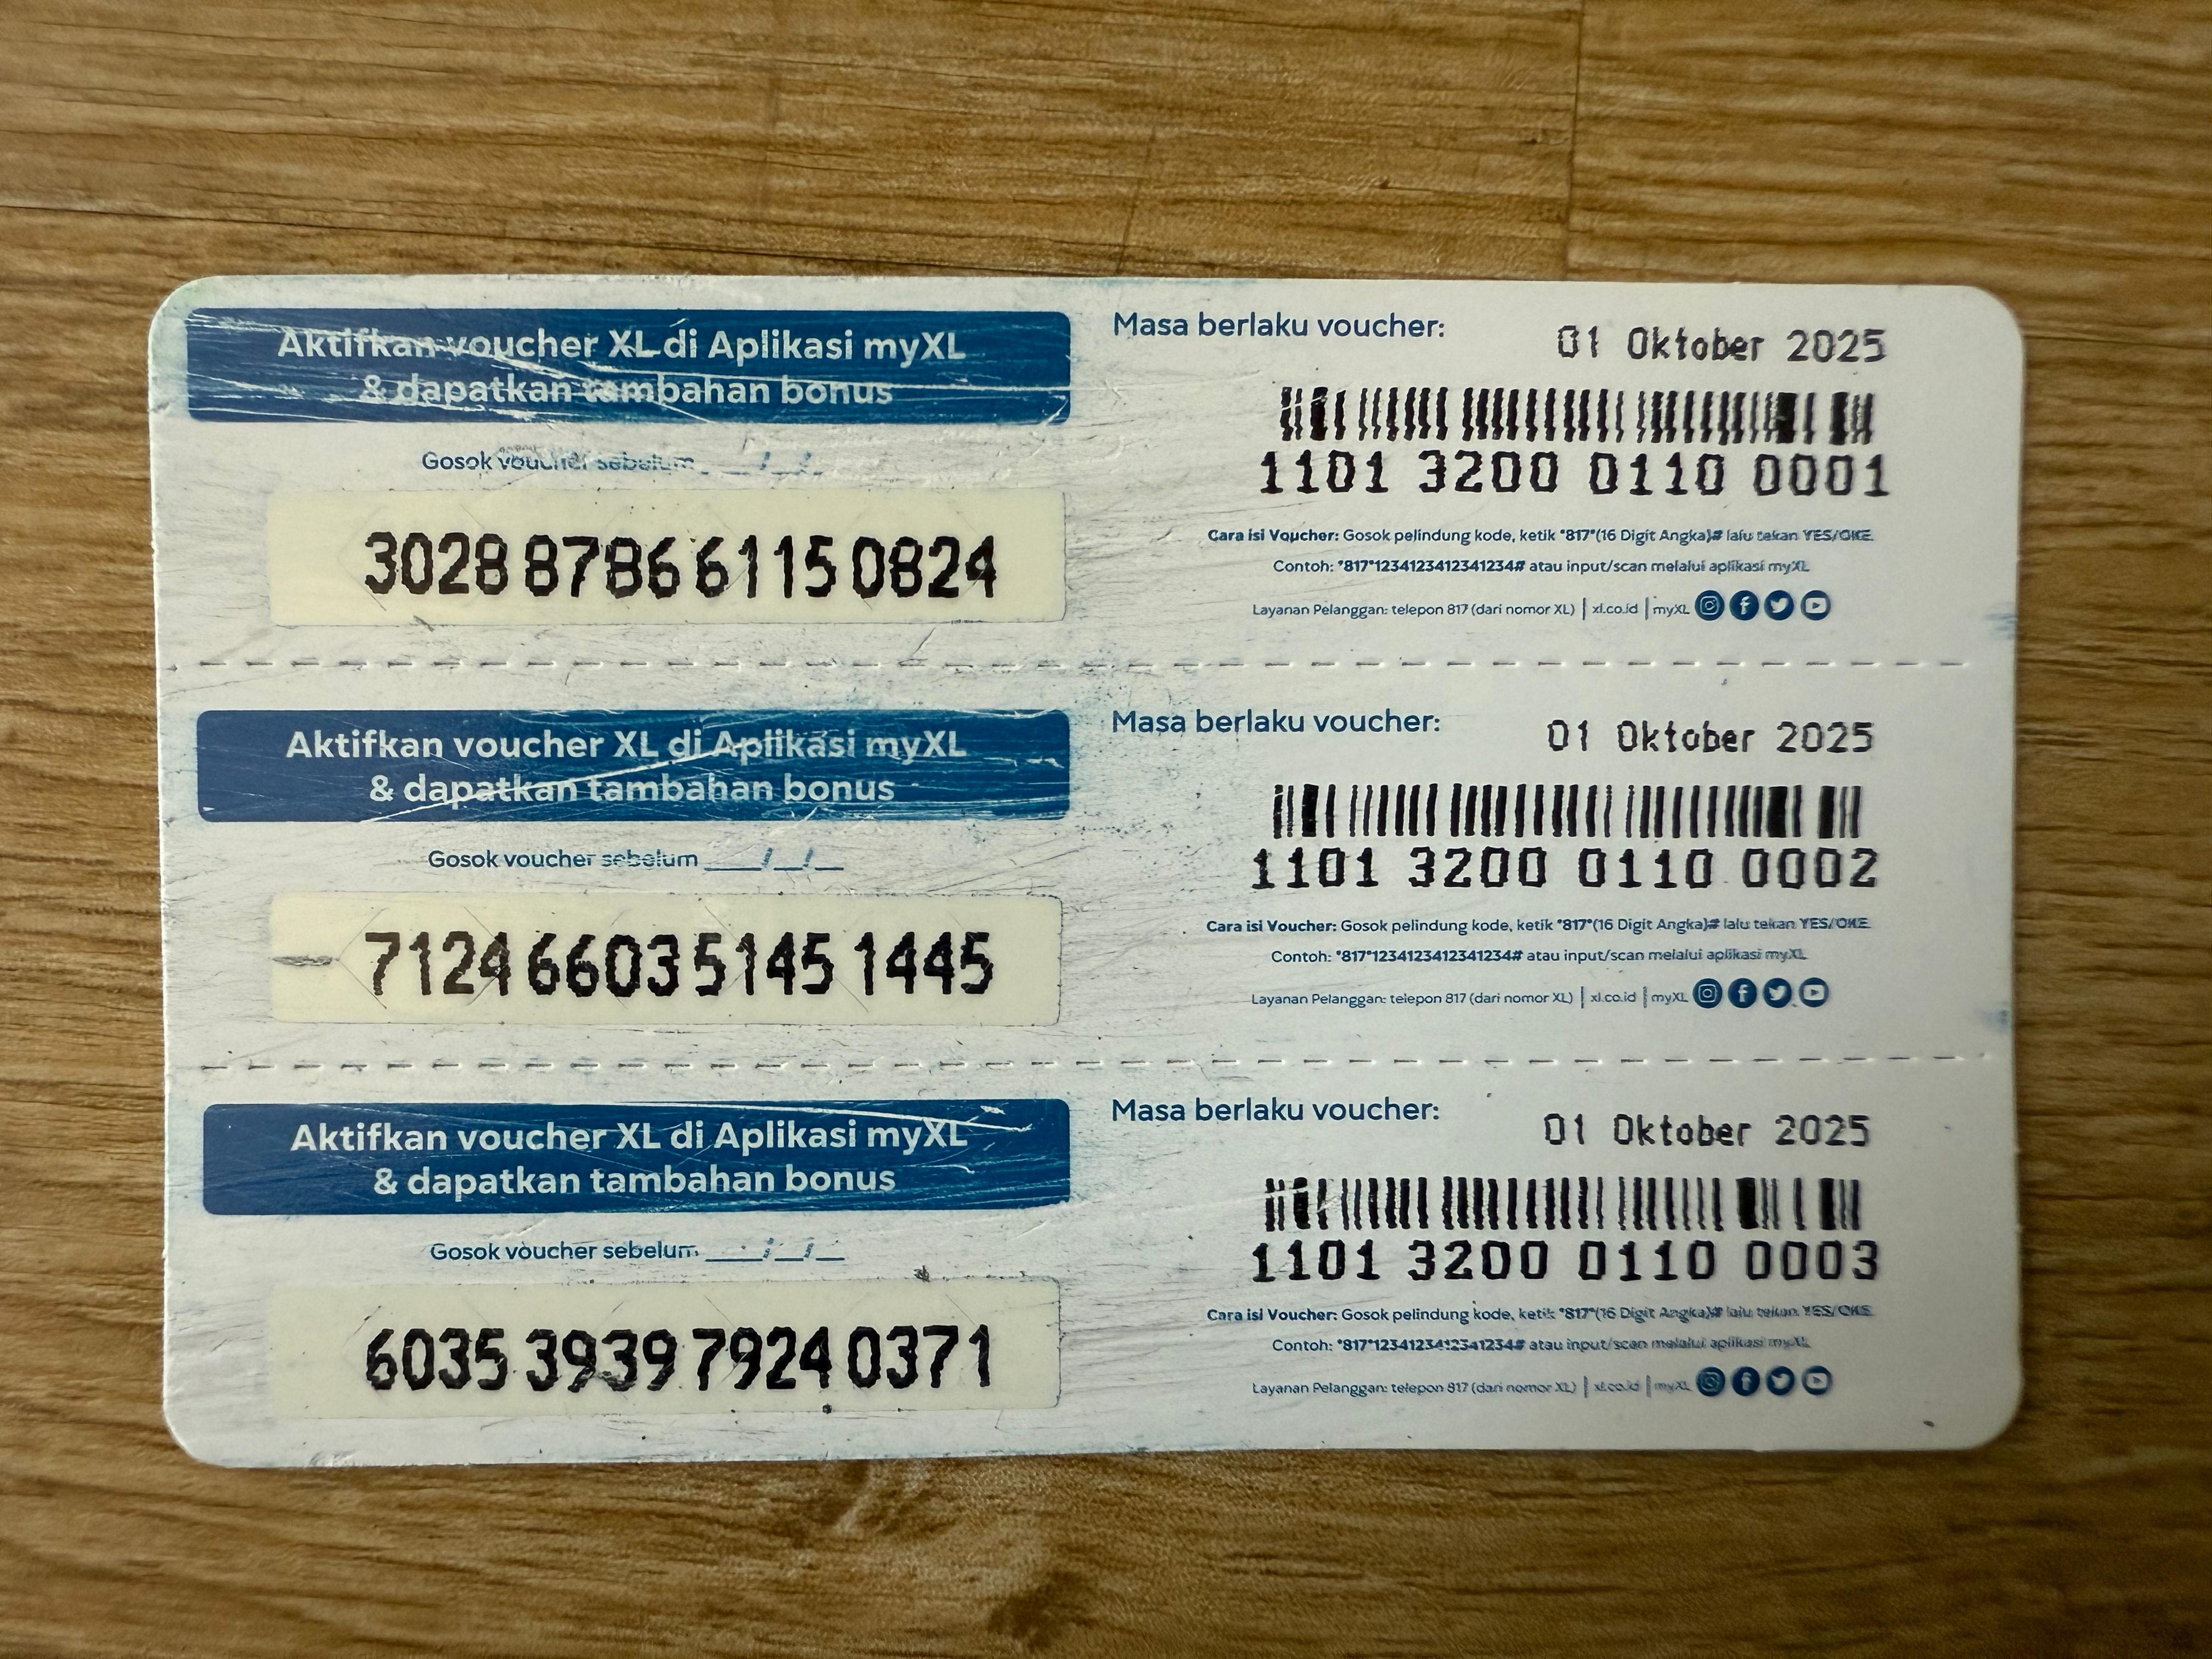 Aktifkan voucher XL di Aplikasi myXL
& dapatkan tambahan bonus
Gosok voucher sebelum __/__/__
3028 8786 6115 0824
Masa berlaku voucher:
01 Oktober 2025
1101 3200 0110 0001
Cara isi Voucher: Gosok pelindung kode, ketik *817*(16 Digit Angka)# lalu tekan YES/OKE
Contoh: *817*1234123412341234# atau input/scan melalui aplikasi myXL
Layanan Pelanggan: telepon 817 (dari nomor XL) | xl.co.id | myXL
Aktifkan voucher XL di Aplikasi myXL
& dapatkan tambahan bonus
Gosok voucher sebelum __/__/__
7124 6603 5145 1445
Masa berlaku voucher:
01 Oktober 2025
1101 3200 0110 0002
Cara isi Voucher: Gosok pelindung kode, ketik *817*(16 Digit Angka)# lalu tekan YES/OKE
Contoh: *817*1234123412341234# atau input/scan melalui aplikasi myXL
Layanan Pelanggan: telepon 817 (dari nomor XL) | xl.co.id | myXL
Aktifkan voucher XL di Aplikasi myXL
& dapatkan tambahan bonus
Gosok voucher sebelum __/__/__
6035 3939 7924 0371
Masa berlaku voucher:
01 Oktober 2025
1101 3200 0110 0003
Cara isi Voucher: Gosok pelindung kode, ketik *817*(16 Digit Angka)# lalu tekan YES/OKE
Contoh: *817*1234123412341234# atau input/scan melalui aplikasi myXL
Layanan Pelanggan: telepon 817 (dari nomor XL) | xl.co.id | myXL